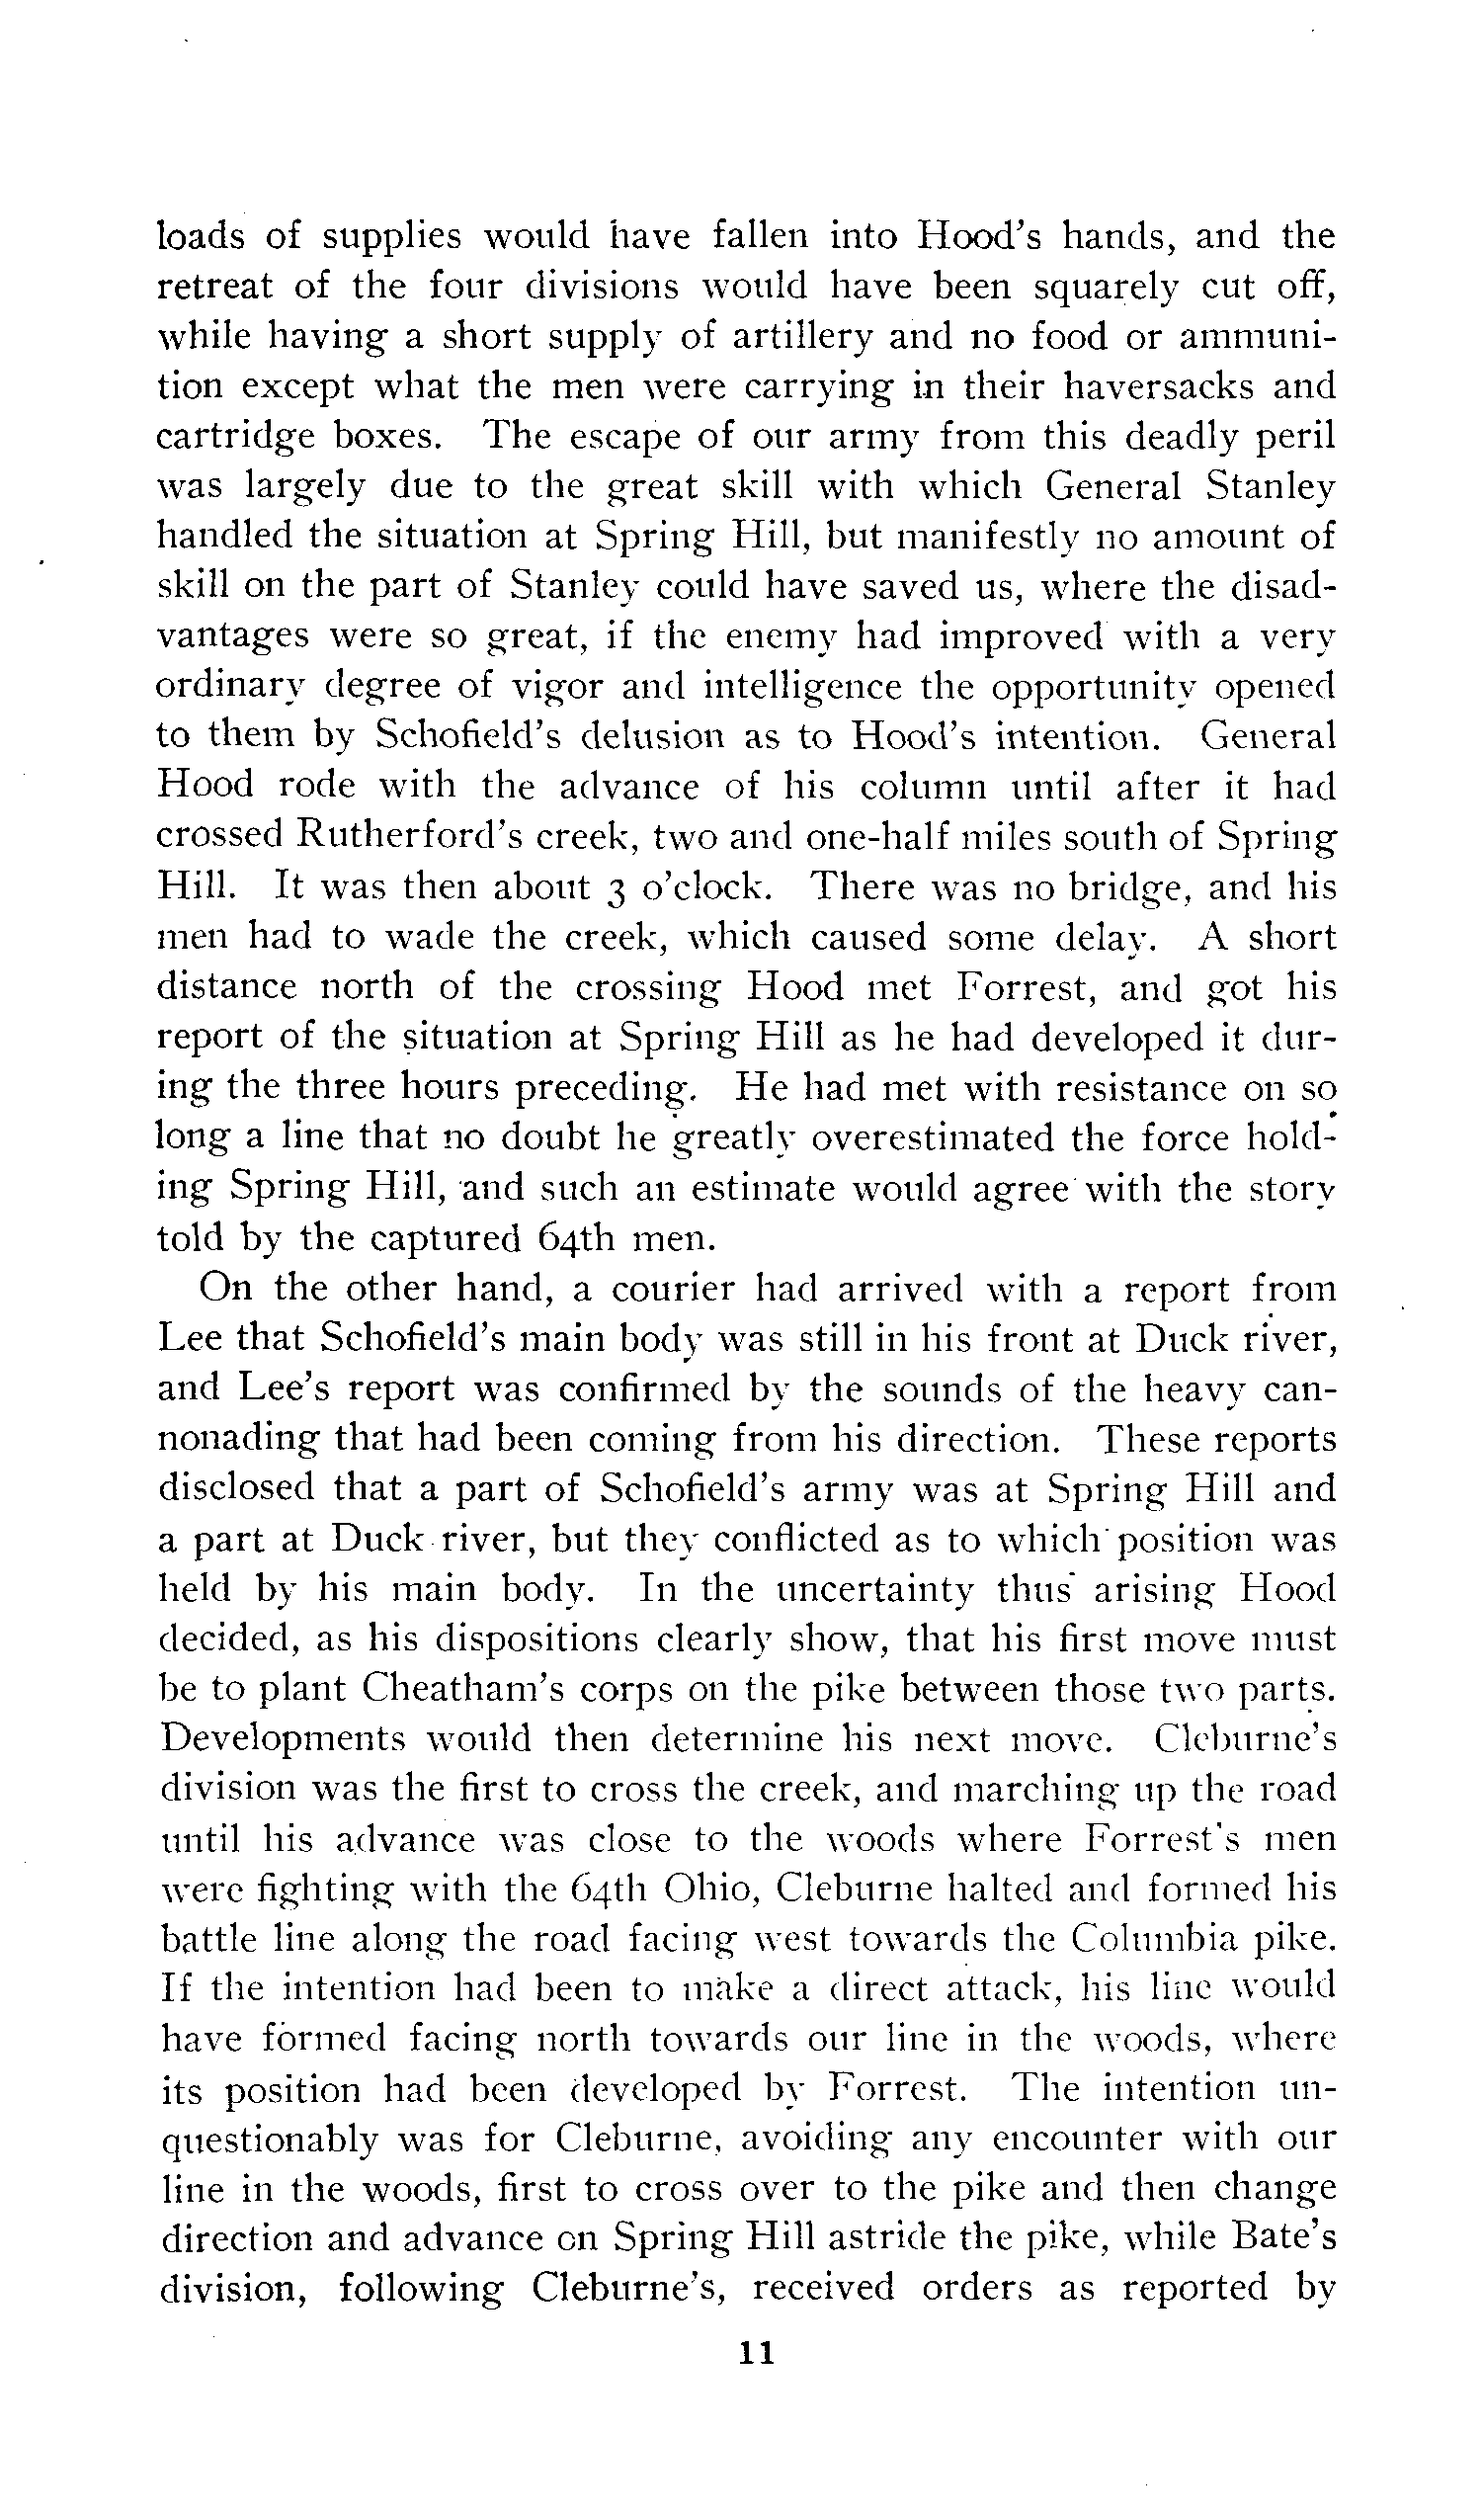 loads of supplies would have fallen into Hood's hands, and the
retreat of the four divisions would have been squarely cut off,
while having a short supply of artillery and no food or ammuni-
tion except what the men were carrying in their haversacks and
cartridge boxes. The escape of our army from this deadly peril
was largely due to the great skill with which General Stanley
handled the situation at Spring Hill, but manifestly no amount of
skill on the part of Stanley could have saved us, where the disad-
vantages were so great, if the enemy had improved with a very
ordinary degree of vigor and intelligence the opportunity opened
to them by Schofield's delusion as to Hood's intention. General
Hood rode with the advance of his column until after it had
crossed Rutherford's creek, two and one-half miles south of Spring
Hill. It was then about 3 o'clock. There was no bridge, and his
men had to wade the creek, which caused some delay. A short
distance north of the crossing Hood met Forrest, and got his
report of the situation at Spring Hill as he had developed it dur-
ing the three hours preceding. He had met with resistance on so
long a line that no doubt he greatly overestimated the force hold-
ing Spring Hill, and such an estimate would agree with the story
told by the captured 64th men.
On the other hand, a courier had arrived with a report from
Lee that Schofield's main body was still in his front at Duck river,
and Lee's report was confirmed by the sounds of the heavy can-
nonading that had been coming from his direction. These reports
disclosed that a part of Schofield's army was at Spring Hill and
a part at Duck river, but they conflicted as to which position was
held by his main body. In the uncertainty thus arising Hood
decided, as his dispositions clearly show, that his first move must
be to plant Cheatham's corps on the pike between those two parts.
Developments would then determine his next move. Cleburne's
division was the first to cross the creek, and marching up the road
until his advance was close to the woods where Forrest's men
were fighting with the 64th Ohio, Cleburne halted and formed his
battle line along the road facing west towards the Columbia pike.
If the intention had been to make a direct attack, his line would
have formed facing north towards our line in the woods, where
its position had been developed by Forrest. The intention un-
questionably was for Cleburne, avoiding any encounter with our
line in the woods, first to cross over to the pike and then change
direction and advance on Spring Hill astride the pike, while Bate's
division, following Cleburne's, received orders as reported by
11